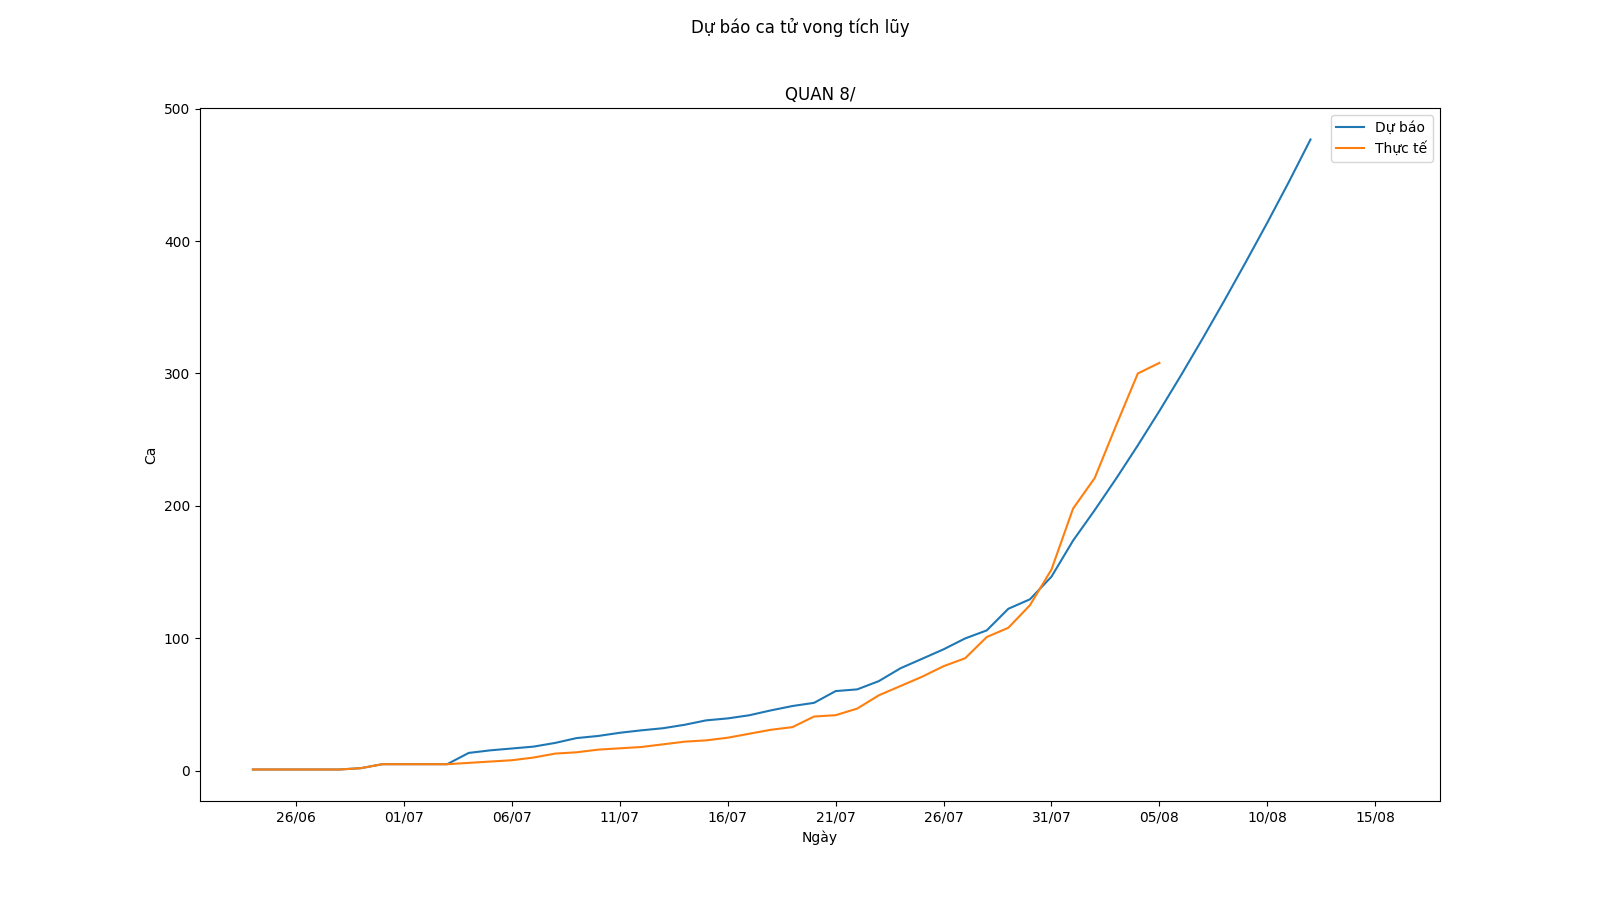 Dự báo ca tử vong tích lũy
QUAN 8/
500
400
300
200
100
0
Ca
Dự báo
Thực tế
26/06
01/07
06/07
11/07
16/07
21/07
26/07
31/07
05/08
10/08
15/08
Ngày